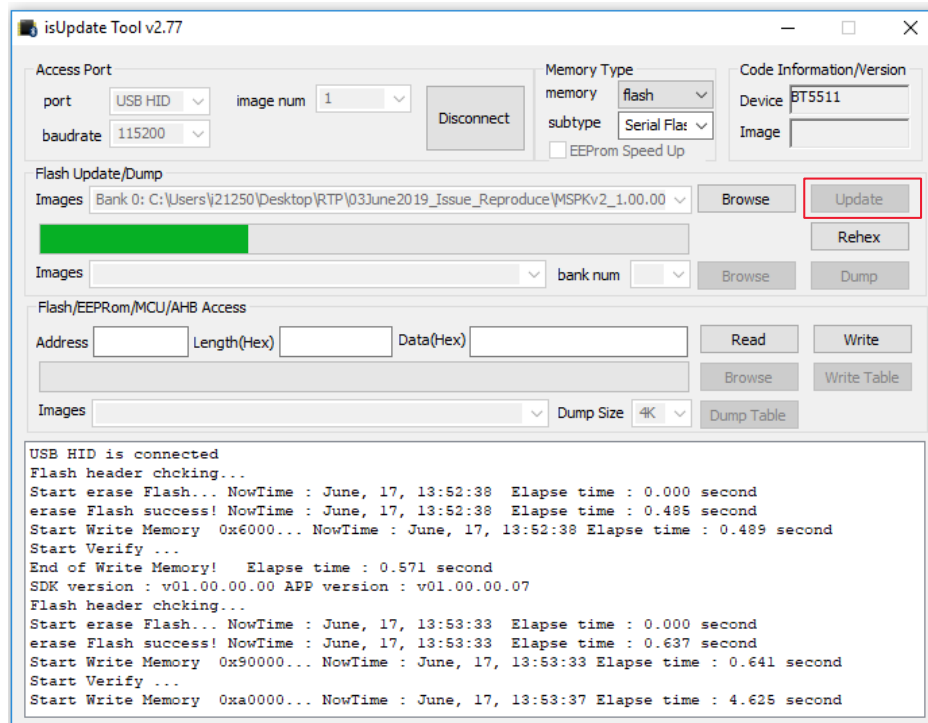 isUpdate Tool v2.77
Access Port
port USB HID image num 1
baudrate 115200
Disconnect
Memory Type
memory flash
subtype Serial Flas
EEProm Speed Up
Code Information/Version
Device BT5511
Image
Flash Update/Dump
Images Bank 0: C:\Users\i21250\Desktop\RTP\03June2019_Issue_Reproduce\MSPKv2_1.00.00 Browse Update
Rehex
Images bank num Browse Dump
Flash/EEPRom/MCU/AHB Access
Address Length(Hex) Data(Hex) Read Write
Browse Write Table
Images Dump Size 4K Dump Table
USB HID is connected
Flash header chcking...
Start erase Flash... NowTime : June, 17, 13:52:38 Elapse time : 0.000 second
erase Flash success! NowTime : June, 17, 13:52:38 Elapse time : 0.485 second
Start Write Memory 0x6000... NowTime : June, 17, 13:52:38 Elapse time : 0.489 second
Start Verify ...
End of Write Memory! Elapse time : 0.571 second
SDK version : v01.00.00.00 APP version : v01.00.00.07
Flash header chcking...
Start erase Flash... NowTime : June, 17, 13:53:33 Elapse time : 0.000 second
erase Flash success! NowTime : June, 17, 13:53:33 Elapse time : 0.637 second
Start Write Memory 0x90000... NowTime : June, 17, 13:53:33 Elapse time : 0.641 second
Start Verify ...
Start Write Memory 0xa0000... NowTime : June, 17, 13:53:37 Elapse time : 4.625 second